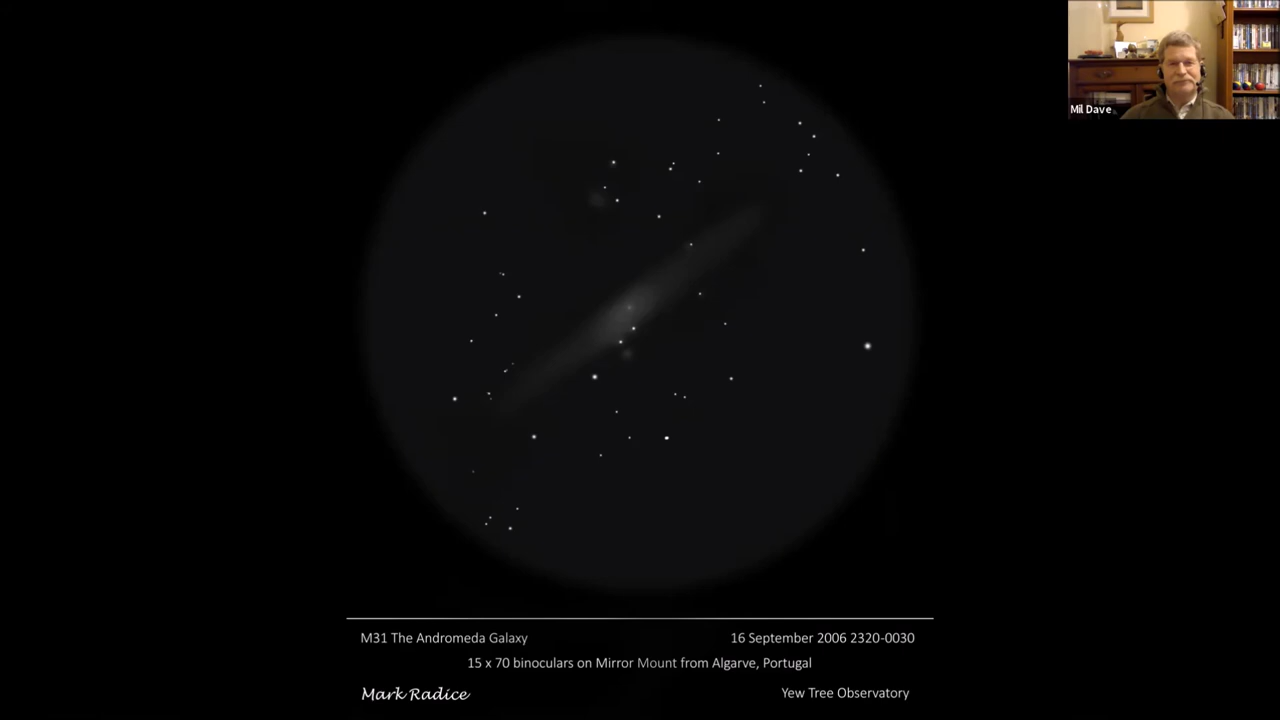 Mil Dave
M31 The Andromeda Galaxy 16 September 2006 2320-0030
15 x 70 binoculars on Mirror Mount from Algarve, Portugal
Mark Radice Yew Tree Observatory